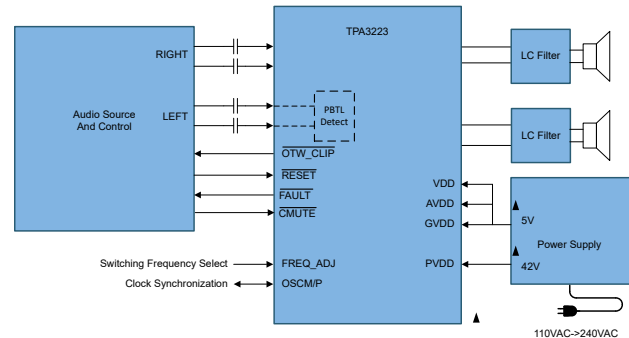 TPA3223
RIGHT
LEFT
Audio Source
And Control
PBTL
Detect
OTW_CLIP
RESET
FAULT
CMUTE
Switching Frequency Select
FREQ_ADJ
Clock Synchronization
OSCM/P
LC Filter
LC Filter
VDD
AVDD
GVDD
PVDD
5V
Power Supply
42V
110VAC->240VAC